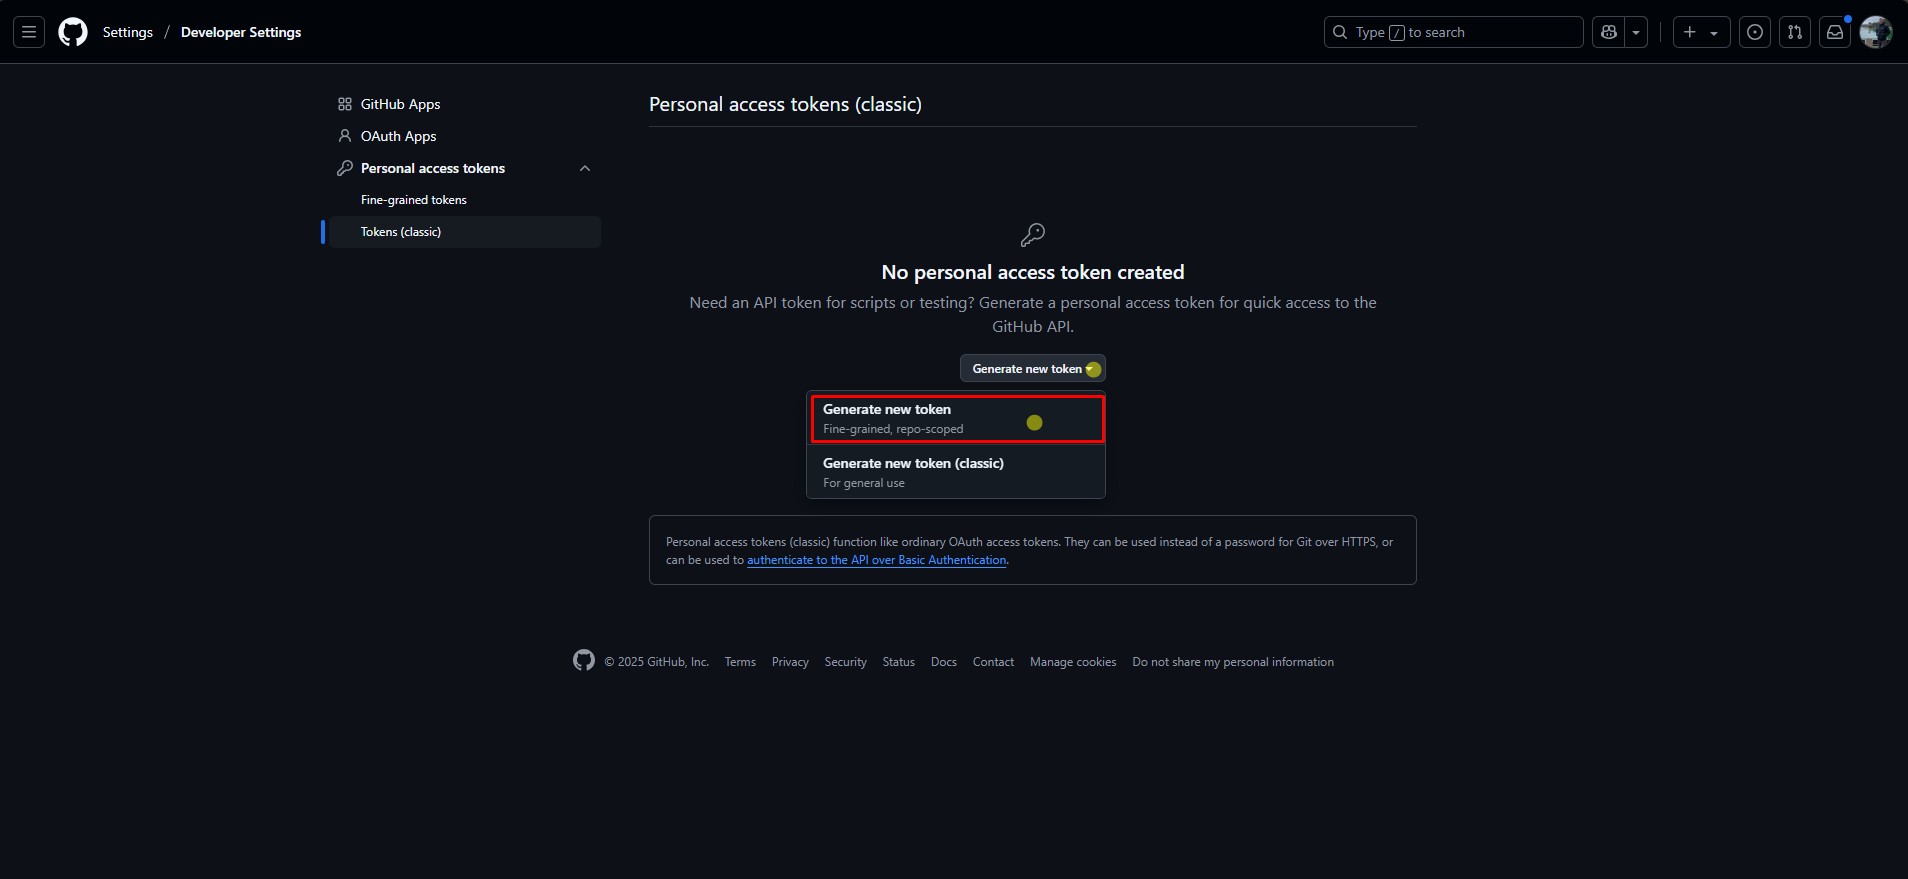 Settings / Developer Settings
Type / to search
GitHub Apps
OAuth Apps
Personal access tokens
Fine-grained tokens
Tokens (classic)
Personal access tokens (classic)
No personal access token created
Need an API token for scripts or testing? Generate a personal access token for quick access to the
GitHub API.
Generate new token
Generate new token
Fine-grained, repo-scoped
Generate new token (classic)
For general use
Personal access tokens (classic) function like ordinary OAuth access tokens. They can be used instead of a password for Git over HTTPS, or
can be used to authenticate to the API over Basic Authentication.
© 2025 GitHub, Inc. Terms Privacy Security Status Docs Contact Manage cookies Do not share my personal information